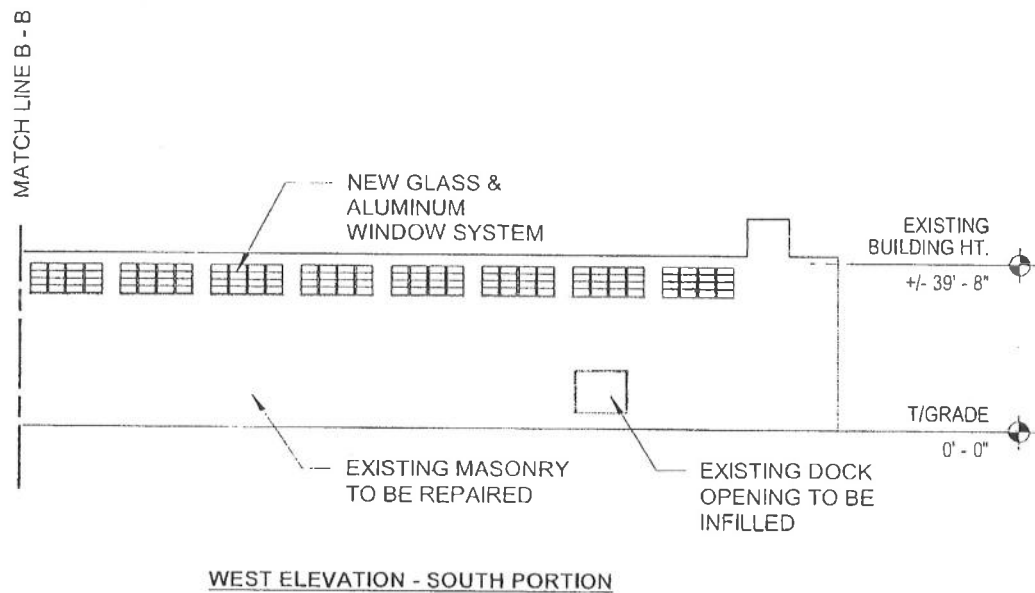 MATCH LINE B - B
NEW GLASS &
ALUMINUM
WINDOW SYSTEM
EXISTING
BUILDING HT.
+/- 39' - 8"
T/GRADE
0' - 0"
EXISTING MASONRY
TO BE REPAIRED
EXISTING DOCK
OPENING TO BE
INFILLED
WEST ELEVATION - SOUTH PORTION